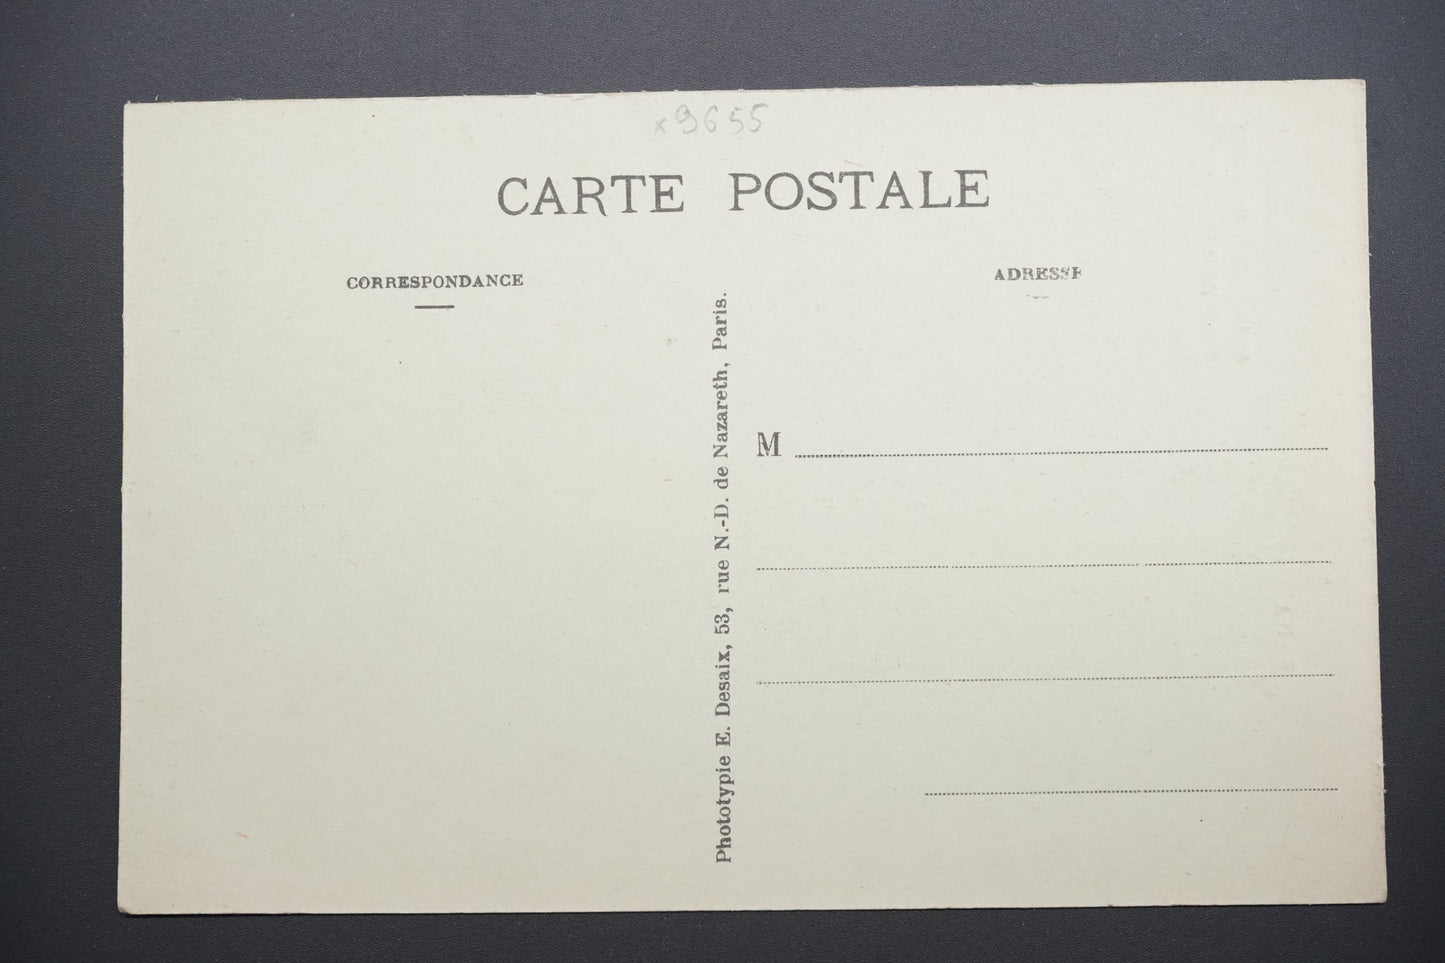 x9655
CARTE POSTALE
CORRESPONDANCE
ADRESSE
Phototypie E. Desaix, 53, rue N.-D. de Nazareth, Paris.
M